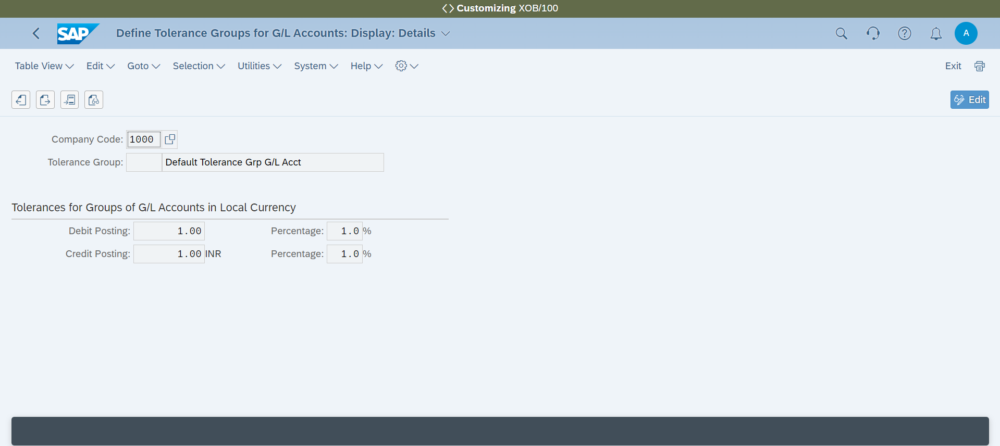 Customizing XOB/100
SAP Define Tolerance Groups for G/L Accounts: Display: Details A
Table View Edit Goto Selection Utilities System Help Exit
Edit
Company Code: 1000
Tolerance Group: Default Tolerance Grp G/L Acct
Tolerances for Groups of G/L Accounts in Local Currency
Debit Posting: 1.00 Percentage: 1.0 %
Credit Posting: 1.00 INR Percentage: 1.0 %